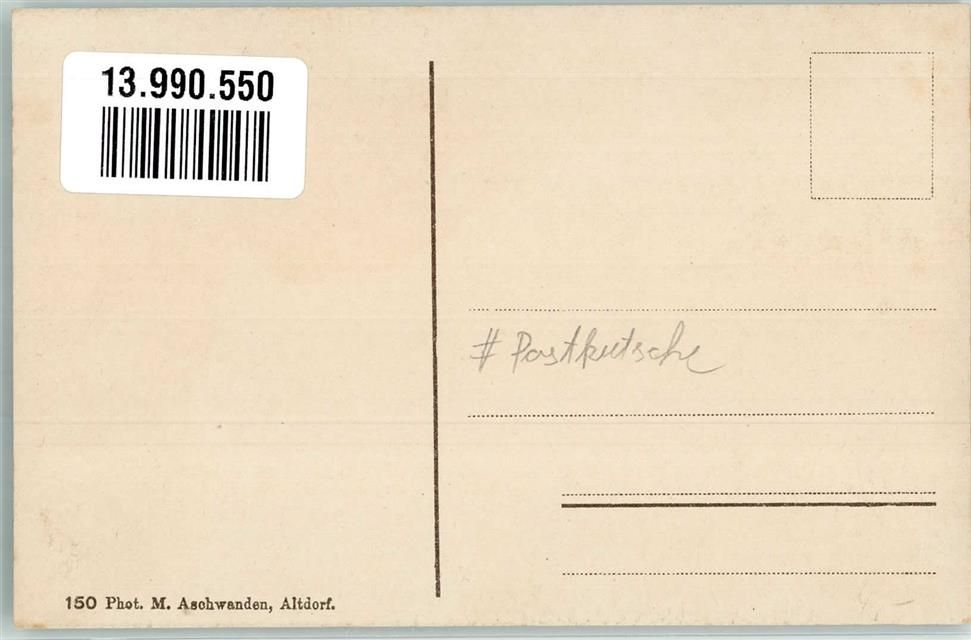 13.990.550
# Postkutsche
150 Phot. M. Aschwanden, Altdorf.